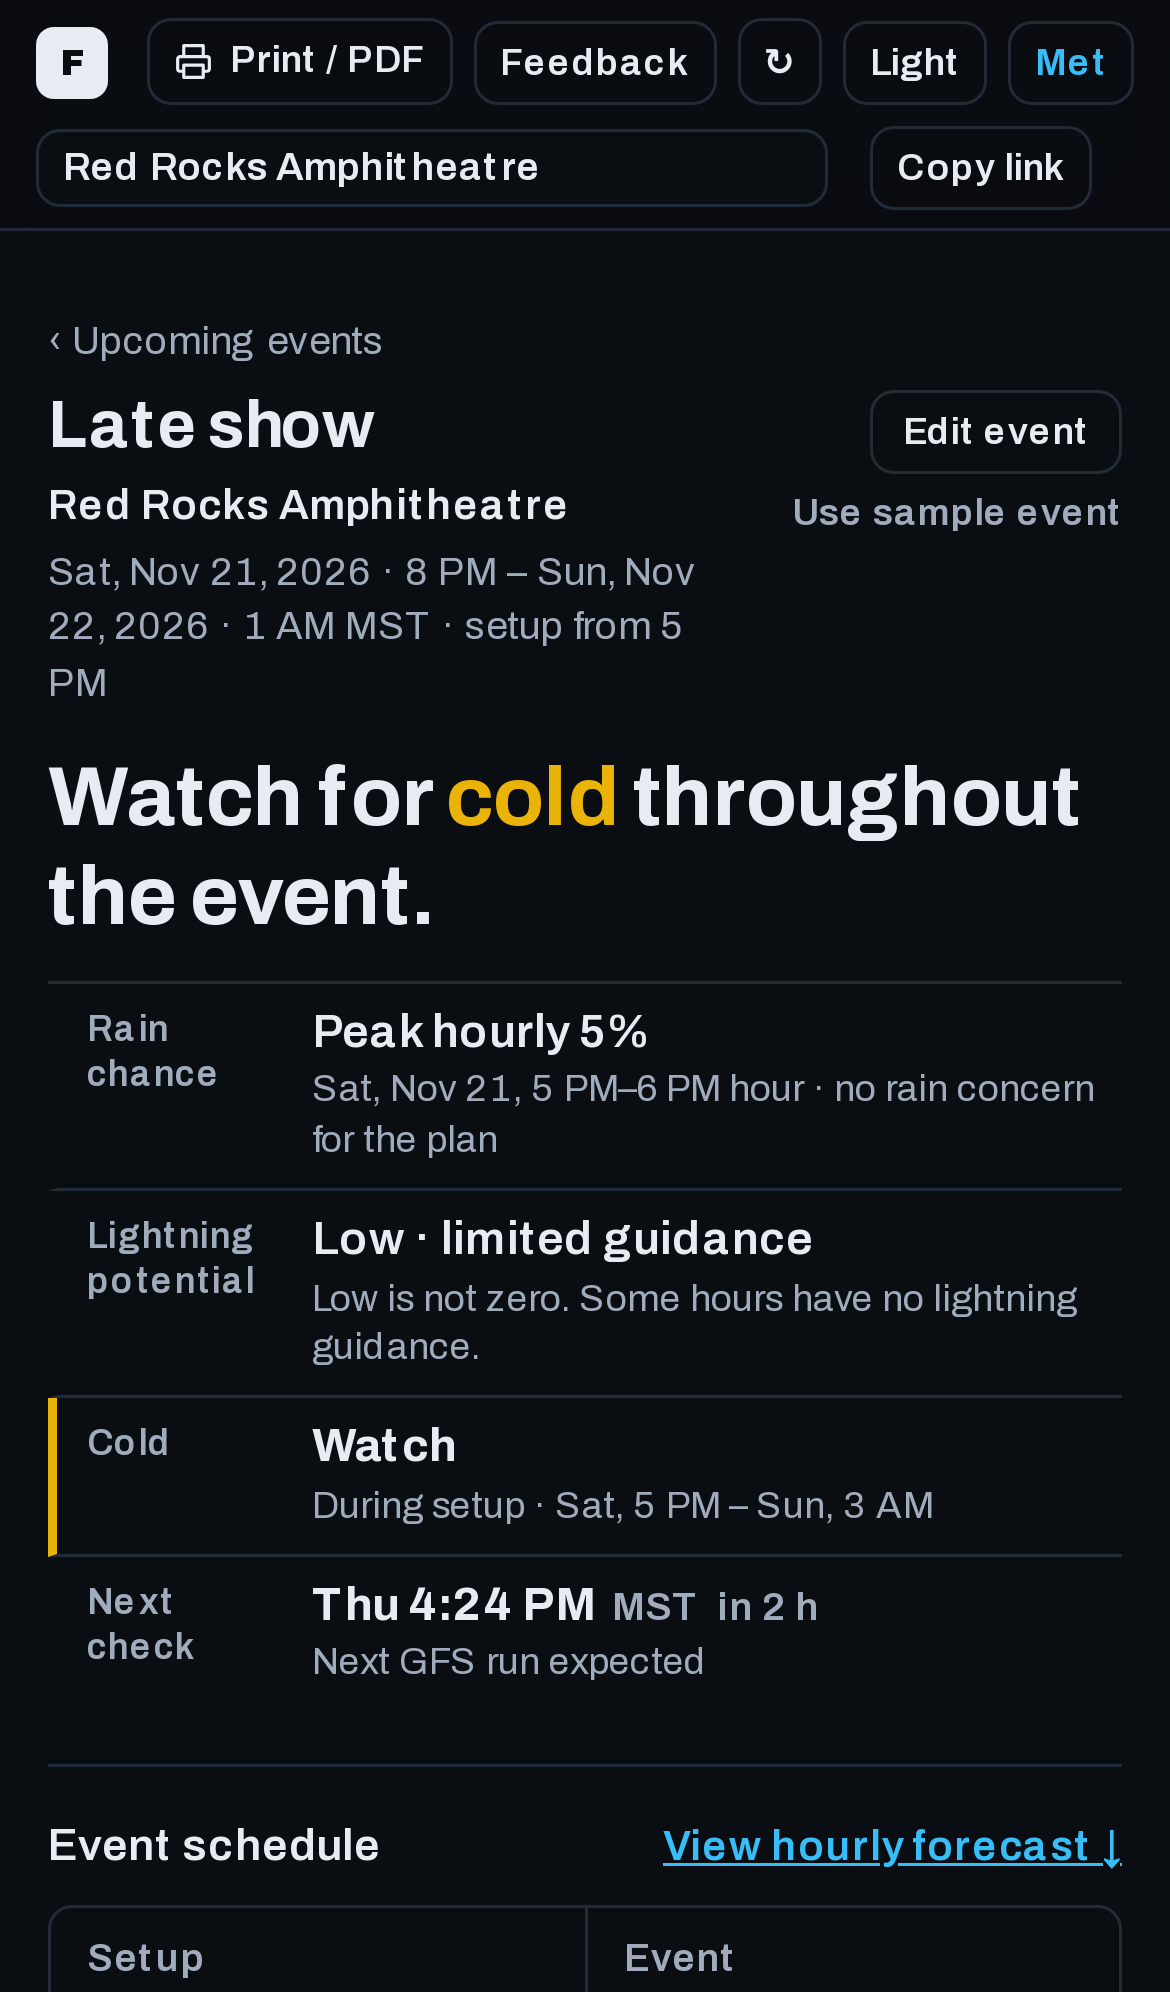 F
Print / PDF
Feedback
↻
Light
Met
Red Rocks Amphitheatre
Copy link
‹ Upcoming events
Late show
Edit event
Red Rocks Amphitheatre
Use sample event
Sat, Nov 21, 2026 · 8 PM – Sun, Nov
22, 2026 · 1 AM MST · setup from 5
PM
Watch for cold throughout
the event.
Rain
chance
Peak hourly 5%
Sat, Nov 21, 5 PM–6 PM hour · no rain concern
for the plan
Lightning
potential
Low · limited guidance
Low is not zero. Some hours have no lightning
guidance.
Cold
Watch
During setup · Sat, 5 PM – Sun, 3 AM
Next
check
Thu 4:24 PM MST in 2 h
Next GFS run expected
Event schedule
View hourly forecast ↓
Setup
Event